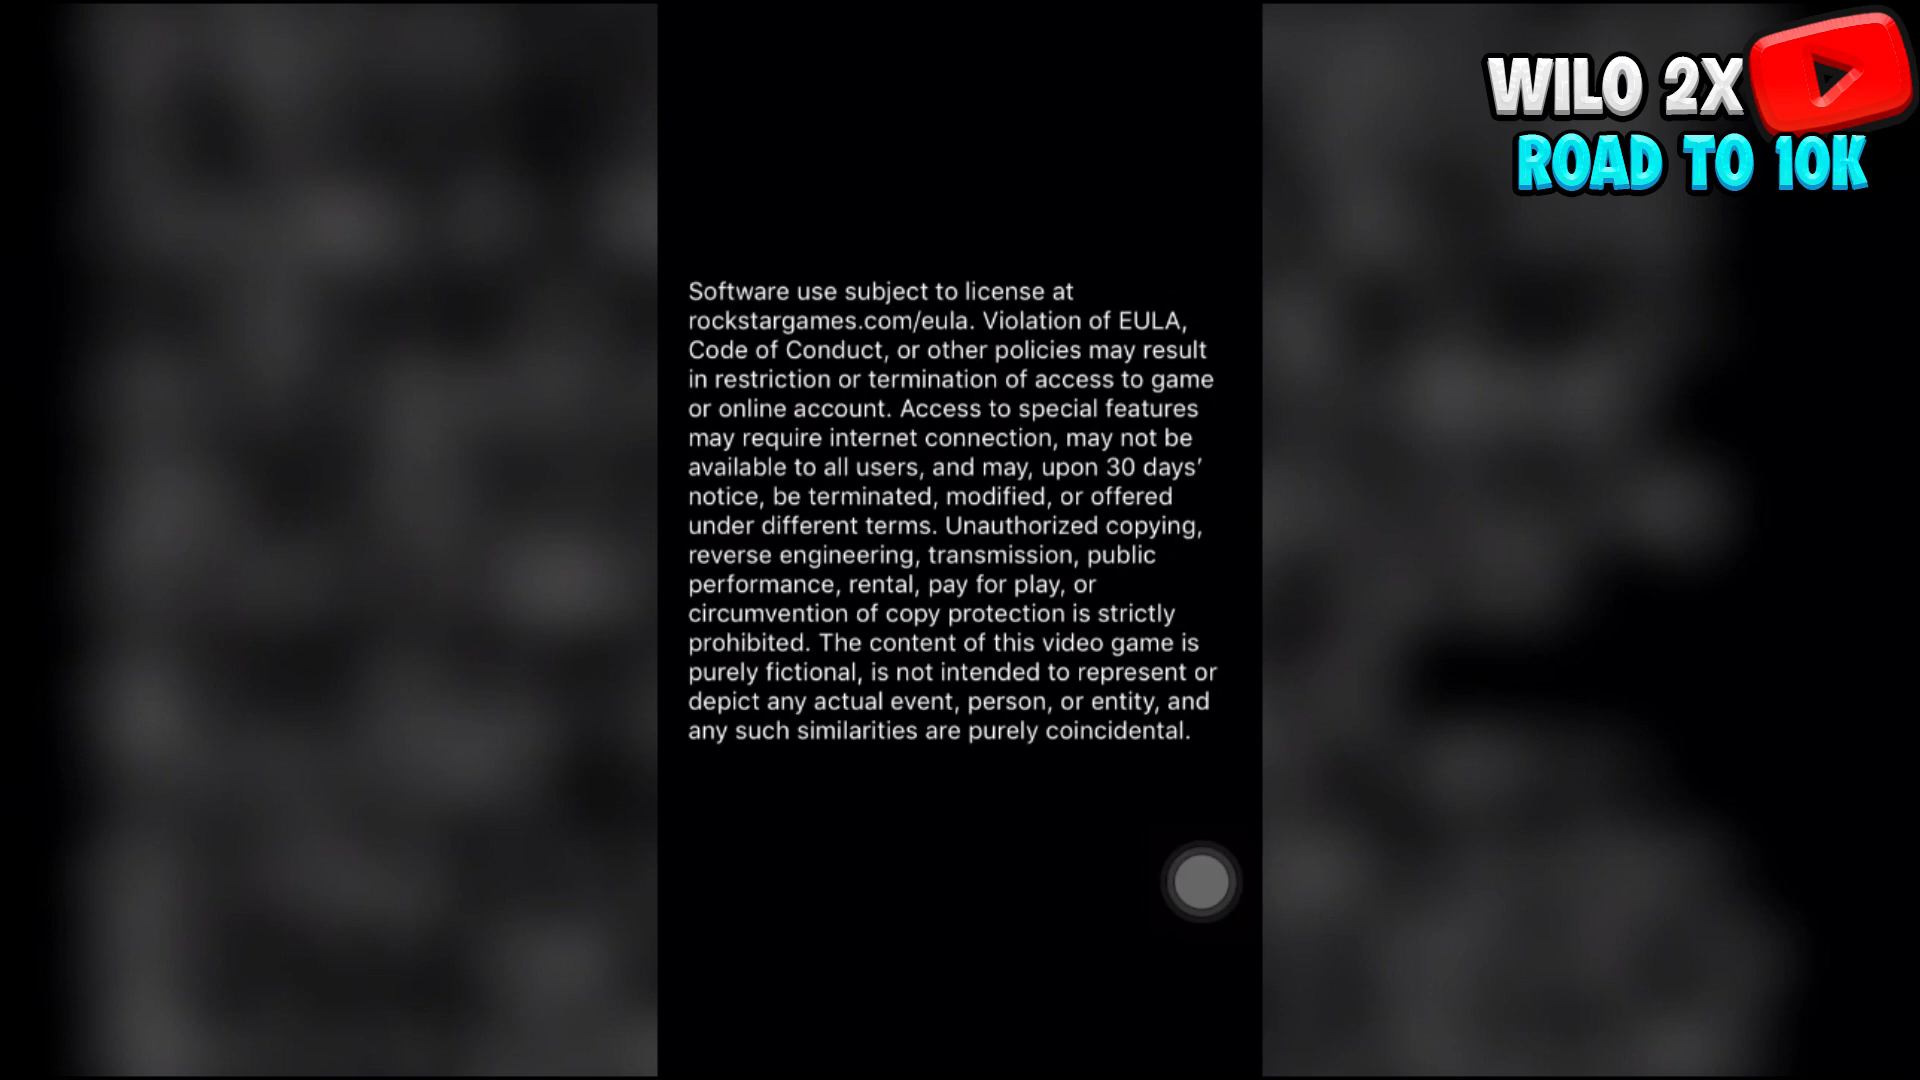 WILO 2X
ROAD TO 10K
Software use subject to license at
rockstargames.com/eula. Violation of EULA,
Code of Conduct, or other policies may result
in restriction or termination of access to game
or online account. Access to special features
may require internet connection, may not be
available to all users, and may, upon 30 days’
notice, be terminated, modified, or offered
under different terms. Unauthorized copying,
reverse engineering, transmission, public
performance, rental, pay for play, or
circumvention of copy protection is strictly
prohibited. The content of this video game is
purely fictional, is not intended to represent or
depict any actual event, person, or entity, and
any such similarities are purely coincidental.